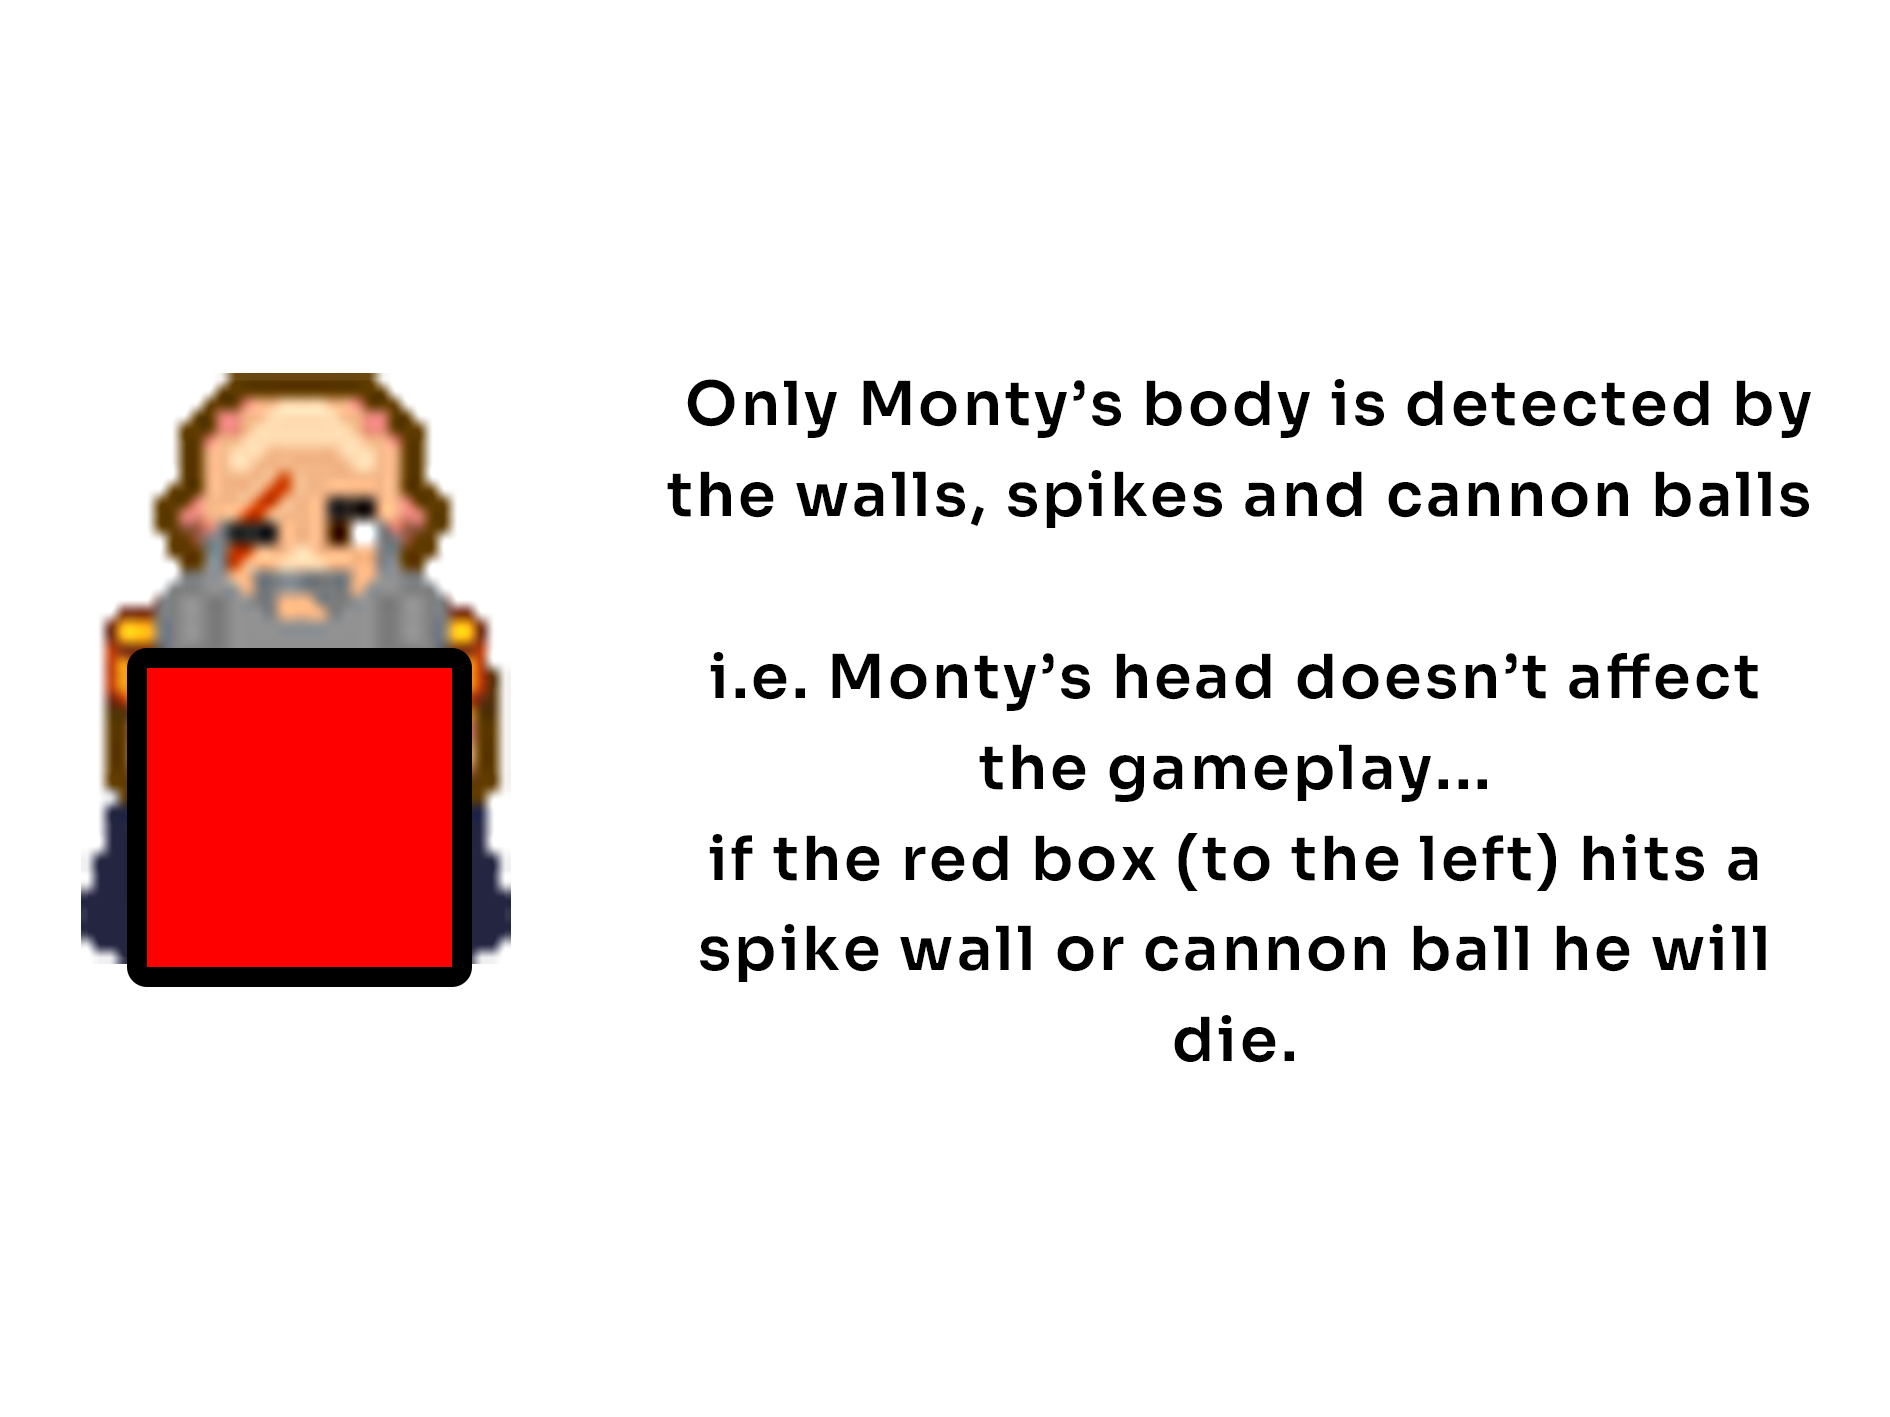 Only Monty’s body is detected by
the walls, spikes and cannon balls
i.e. Monty’s head doesn’t affect
the gameplay...
if the red box (to the left) hits a
spike wall or cannon ball he will
die.